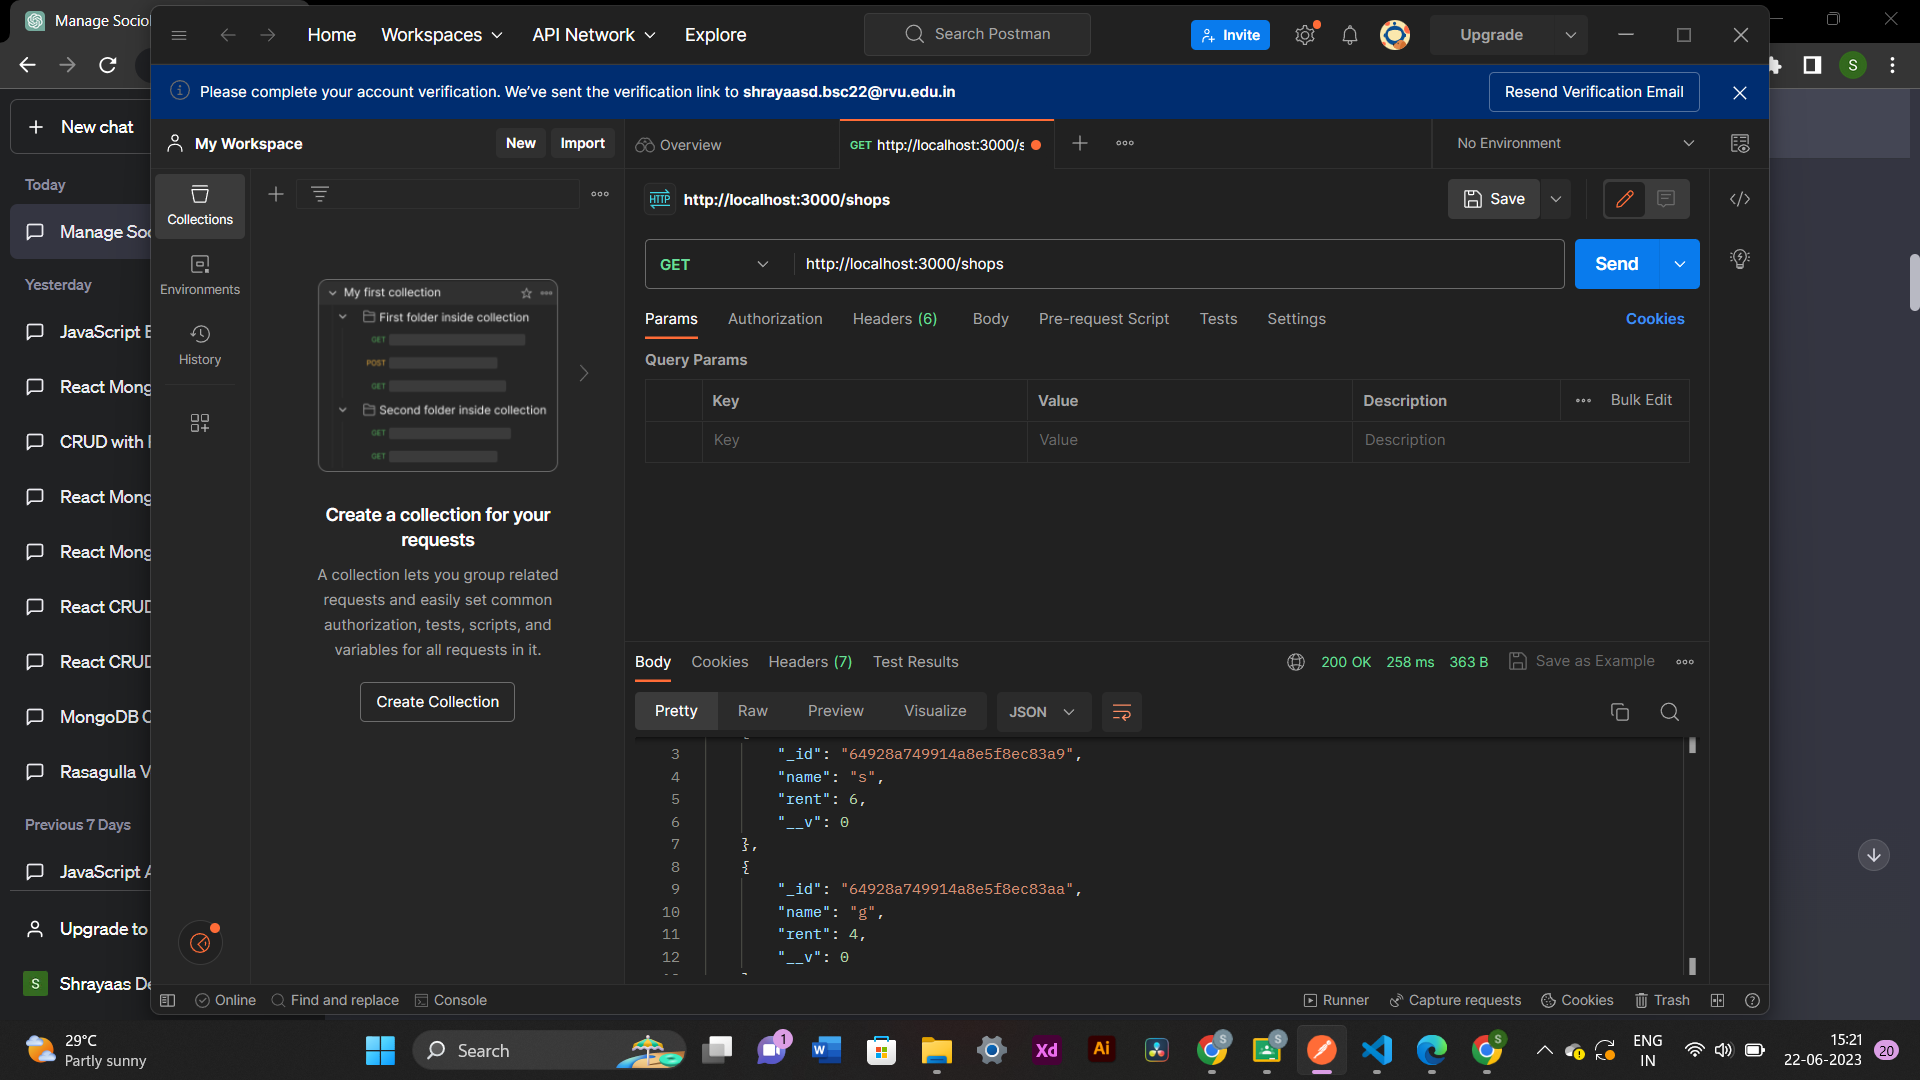 Manage Sociol
Home
Workspaces
API Network
Explore
Search Postman
Invite
Upgrade
S
Please complete your account verification. We've sent the verification link to shrayaasd.bsc22@rvu.edu.in
Resend Verification Email
New chat
My Workspace
New
Import
Overview
GET http://localhost:3000/s
No Environment
Today
Manage Soc
Yesterday
JavaScript E
React Mong
CRUD with
React Mong
React Mong
React CRUD
React CRUD
MongoDB C
Rasagulla V
Previous 7 Days
JavaScript A
Upgrade to
S
Shrayaas De
Collections
Environments
History
My first collection
First folder inside collection
GET
POST
GET
Second folder inside collection
GET
GET
Create a collection for your
requests
A collection lets you group related
requests and easily set common
authorization, tests, scripts, and
variables for all requests in it.
Create Collection
HTTP
http://localhost:3000/shops
Save
GET
http://localhost:3000/shops
Send
Params
Authorization
Headers (6)
Body
Pre-request Script
Tests
Settings
Cookies
Query Params
Key
Value
Description
Bulk Edit
Key
Value
Description
Body
Cookies
Headers (7)
Test Results
200 OK
258 ms
363 B
Save as Example
Pretty
Raw
Preview
Visualize
JSON
3 "_id": "64928a749914a8e5f8ec83a9",
4 "name": "s",
5 "rent": 6,
6 "__v": 0
7 },
8 {
9 "_id": "64928a749914a8e5f8ec83aa",
10 "name": "g",
11 "rent": 4,
12 "__v": 0
Online
Find and replace
Console
Runner
Capture requests
Cookies
Trash
29°C
Partly sunny
Search
1
W
Xd
Ai
S
S
S
ENG
IN
15:21
22-06-2023
20